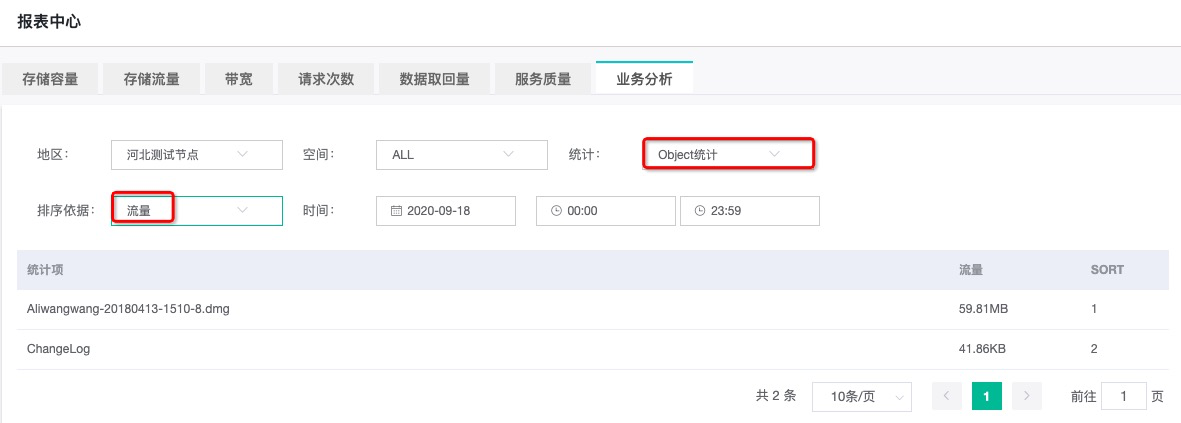 报表中心
存储容量 存储流量 带宽 请求次数 数据取回量 服务质量 业务分析
地区： 河北测试节点 空间： ALL 统计： Object统计
排序依据： 流量 时间： 2020-09-18 00:00 23:59
统计项 流量 SORT
Aliwangwang-20180413-1510-8.dmg 59.81MB 1
ChangeLog 41.86KB 2
共 2 条 10条/页 1 前往 1 页